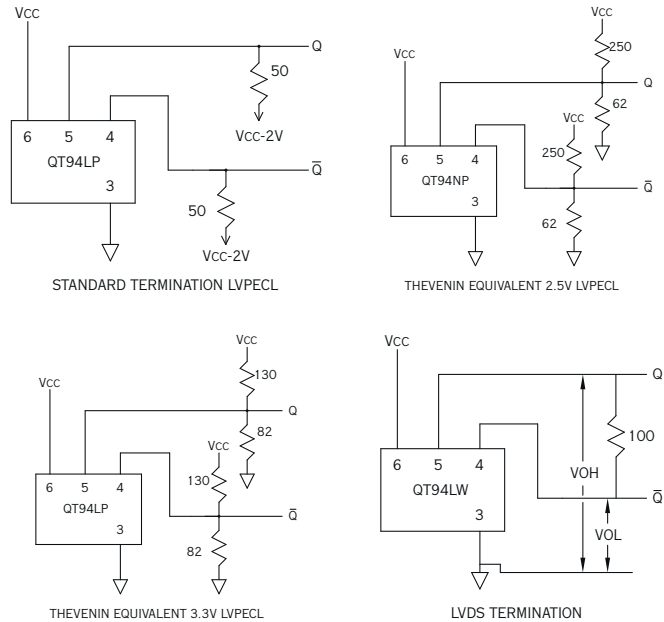 VCC
Q
50
VCC-2V
6 5 4
QT94LP
3
Q̅
50
VCC-2V
STANDARD TERMINATION LVPECL
VCC
250
VCC
Q
62
VCC
250
6 5 4
QT94NP
3
Q̅
62
THEVENIN EQUIVALENT 2.5V LVPECL
VCC
130
VCC
Q
82
VCC
130
6 5 4
QT94LP
3
Q̅
82
THEVENIN EQUIVALENT 3.3V LVPECL
VCC
Q
100
6 5 4
QT94LW
3
VOH
Q̅
VOL
LVDS TERMINATION